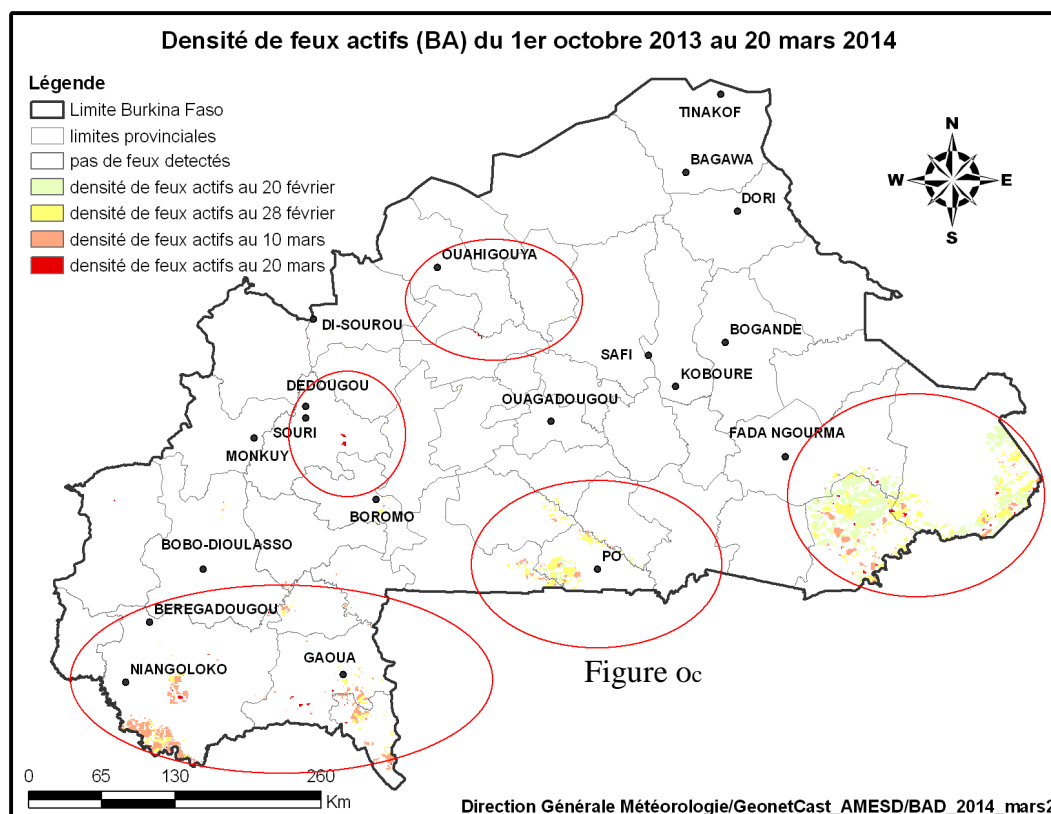 Densité de feux actifs (BA) du 1er octobre 2013 au 20 mars 2014
Légende
Limite Burkina Faso
limites provinciales
pas de feux detectés
densité de feux actifs au 20 février
densité de feux actifs au 28 février
densité de feux actifs au 10 mars
densité de feux actifs au 20 mars
N
W E
S
TINAKOF
BAGAWA
DORI
OUAHIGOUYA
DI-SOUROU
BOGANDE
SAFI
KOBOURE
DEDOUGOU
OUAGADOUGOU
SOURI
MONKUY
FADA NGOURMA
BOROMO
BOBO-DIOULASSO
PO
BEREGADOUGOU
GAOUA
NIANGOLOKO
Figure oc
0 65 130 260
Km
Direction Générale Météorologie/GeonetCast_AMESD/BAD_2014_mars2